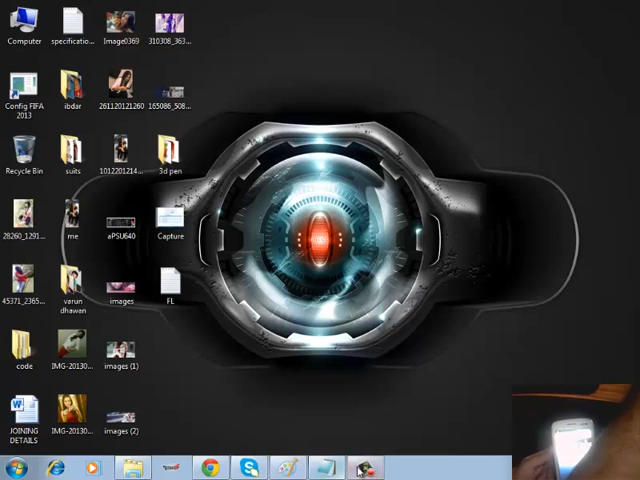 Computer
specificatio...
Image0369
310308_363...
Config FIFA
2013
ibdar
261120121260
165086_508...
Recycle Bin
suits
1012201214...
3d pen
28260_1291...
me
aPSU640
Capture
45371_2365...
varun
dhawan
images
FL
code
IMG-20130...
images (1)
JOINING
DETAILS
IMG-20130...
images (2)